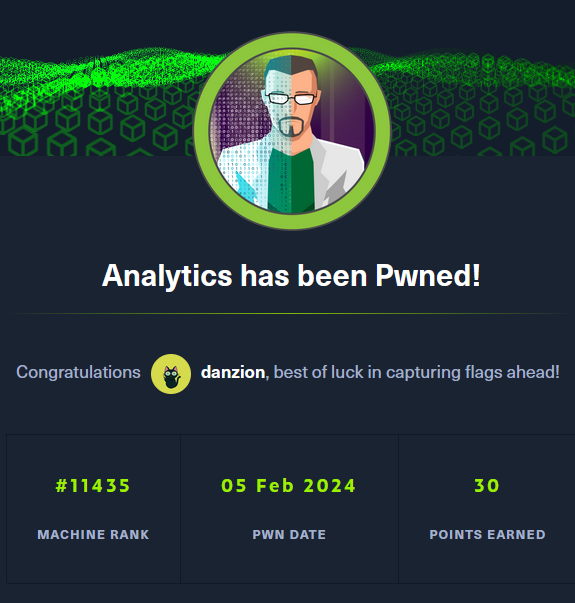 Analytics has been Pwned!
Congratulations danzion, best of luck in capturing flags ahead!
#11435 05 Feb 2024 30
MACHINE RANK PWN DATE POINTS EARNED